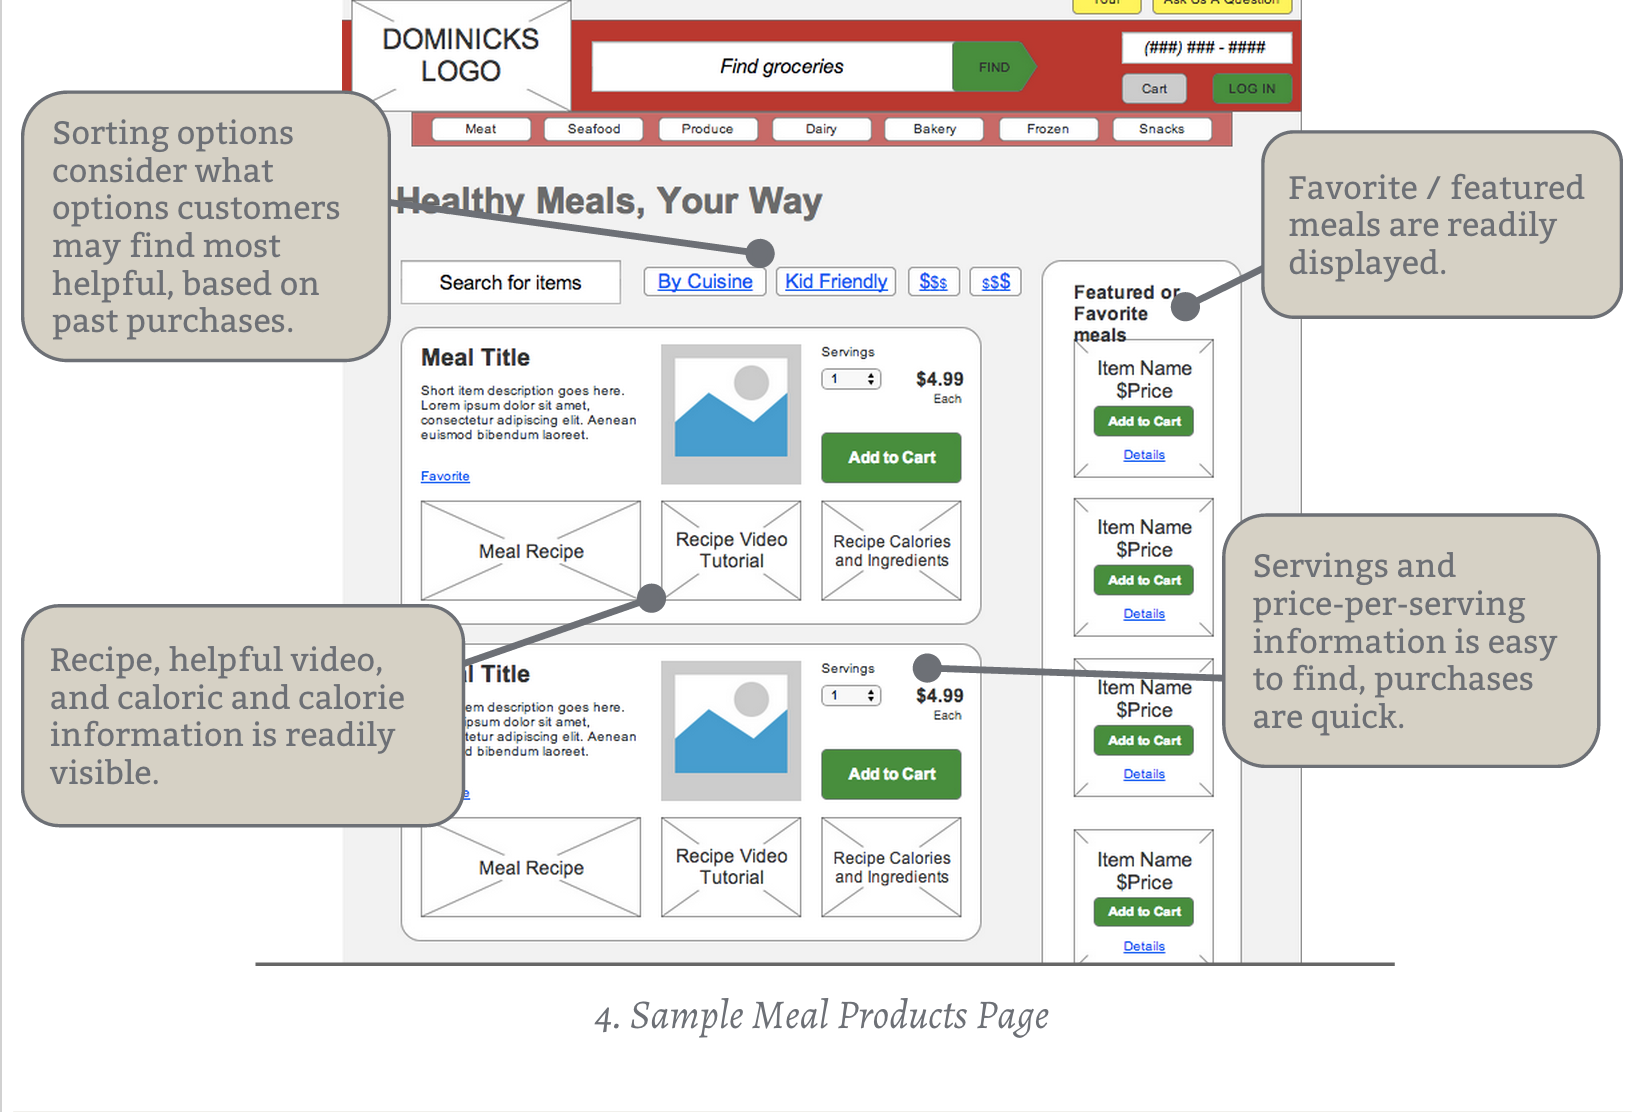 Your
Ask Us A Question
DOMINICKS
LOGO
Find groceries
FIND
(###) ### - ####
Cart
LOG IN
Meat
Seafood
Produce
Dairy
Bakery
Frozen
Snacks
Sorting options
consider what
options customers
may find most
helpful, based on
past purchases.
Healthy Meals, Your Way
Favorite / featured
meals are readily
displayed.
Search for items
By Cuisine
Kid Friendly
$$$
$$$
Featured or
Favorite
meals
Meal Title
Short item description goes here.
Lorem ipsum dolor sit amet,
consectetur adipiscing elit. Aenean
euismod bibendum laoreet.
Favorite
Servings
1
$4.99
Each
Add to Cart
Meal Recipe
Recipe Video
Tutorial
Recipe Calories
and Ingredients
Item Name
$Price
Add to Cart
Details
Item Name
$Price
Add to Cart
Details
Servings and
price-per-serving
information is easy
to find, purchases
are quick.
Recipe, helpful video,
and caloric and calorie
information is readily
visible.
l Title
em description goes here.
ipsum dolor sit amet,
tetur adipiscing elit. Aenean
d bibendum laoreet.
e
Servings
1
$4.99
Each
Add to Cart
Meal Recipe
Recipe Video
Tutorial
Recipe Calories
and Ingredients
Item Name
$Price
Add to Cart
Details
Item Name
$Price
Add to Cart
Details
4. Sample Meal Products Page